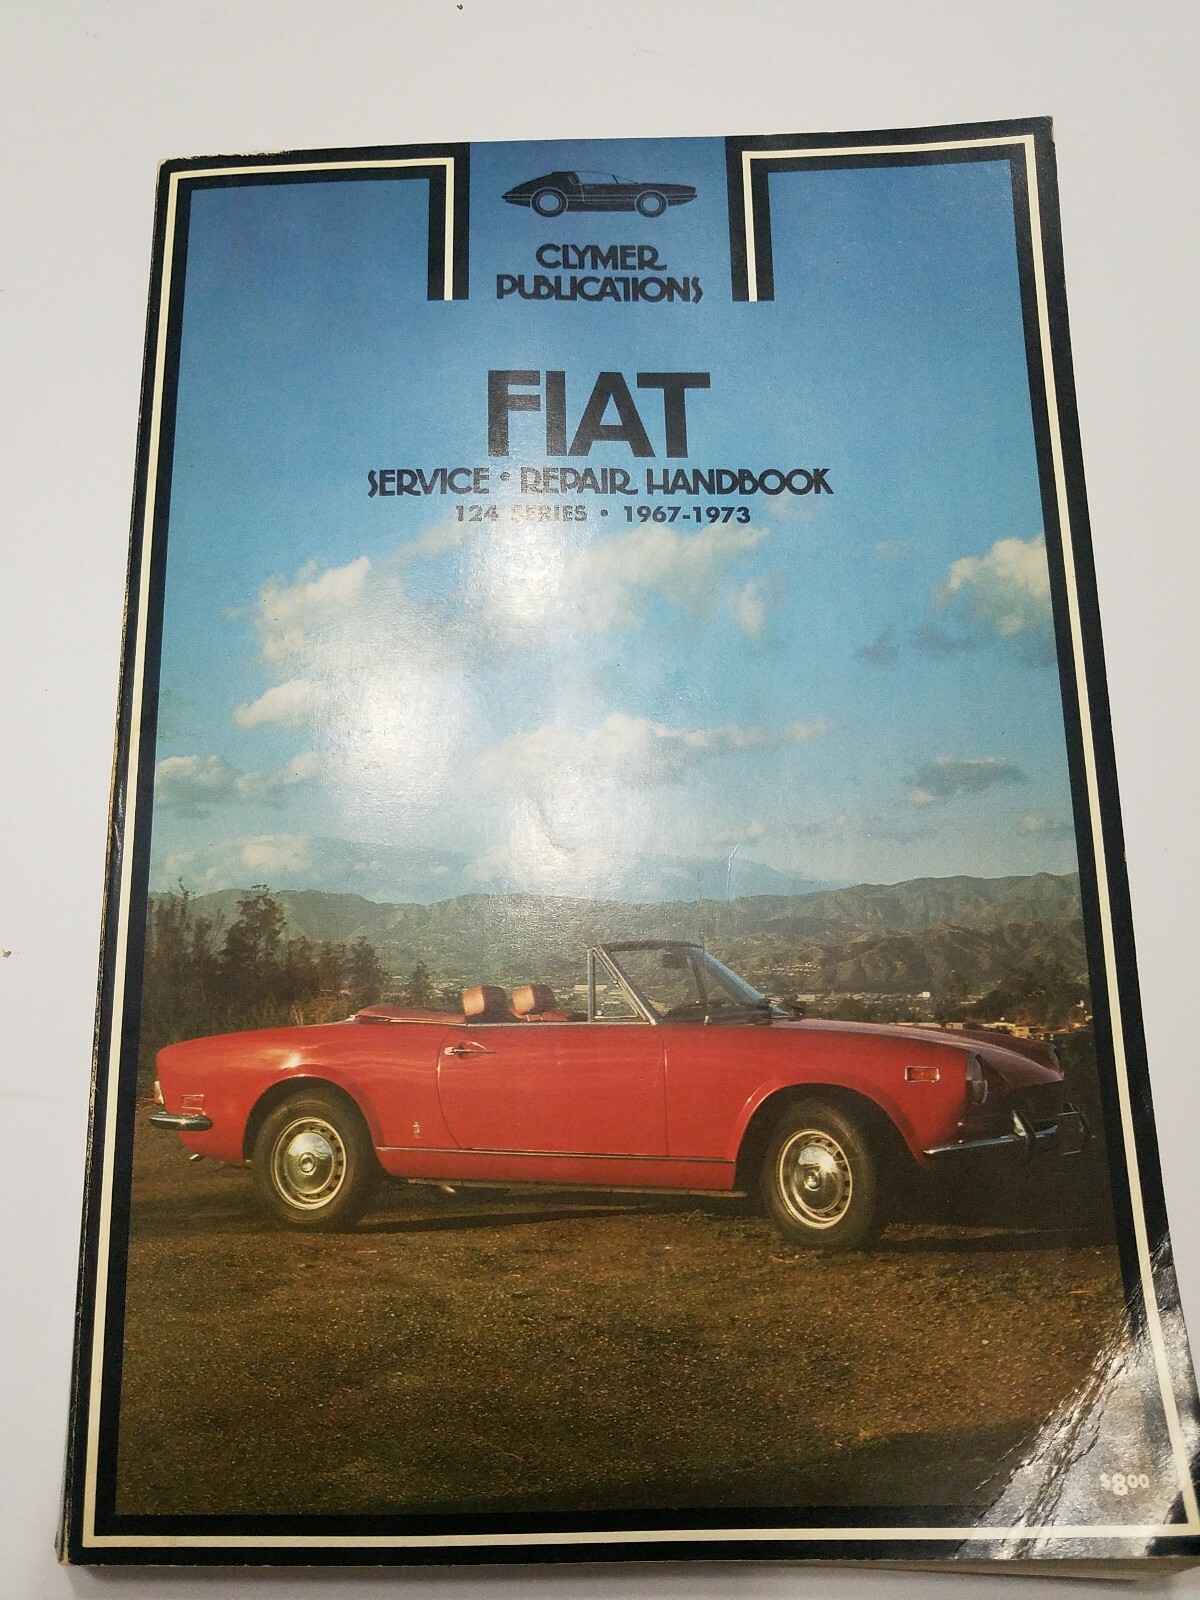 CLYMER
PUBLICATIONS
FIAT
SERVICE • REPAIR HANDBOOK
124 SERIES • 1967-1973
$8.00